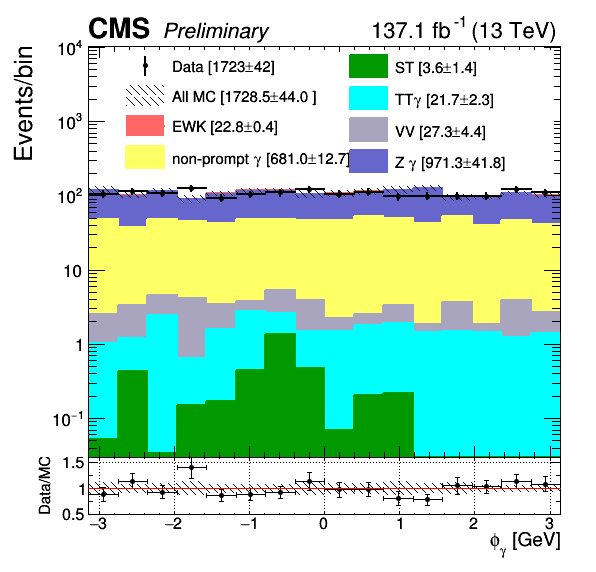 CMS Preliminary 137.1 fb⁻¹ (13 TeV)
Events/bin
10⁴
10³
10²
10
1
10⁻¹
Data [1723±42]
All MC [1728.5±44.0 ]
EWK [22.8±0.4]
non-prompt γ [681.0±12.7]
ST [3.6±1.4]
TTγ [21.7±2.3]
VV [27.3±4.4]
Z γ [971.3±41.8]
Data/MC
1.5
1
0.5
−3 −2 −1 0 1 2 3
ϕγ [GeV]